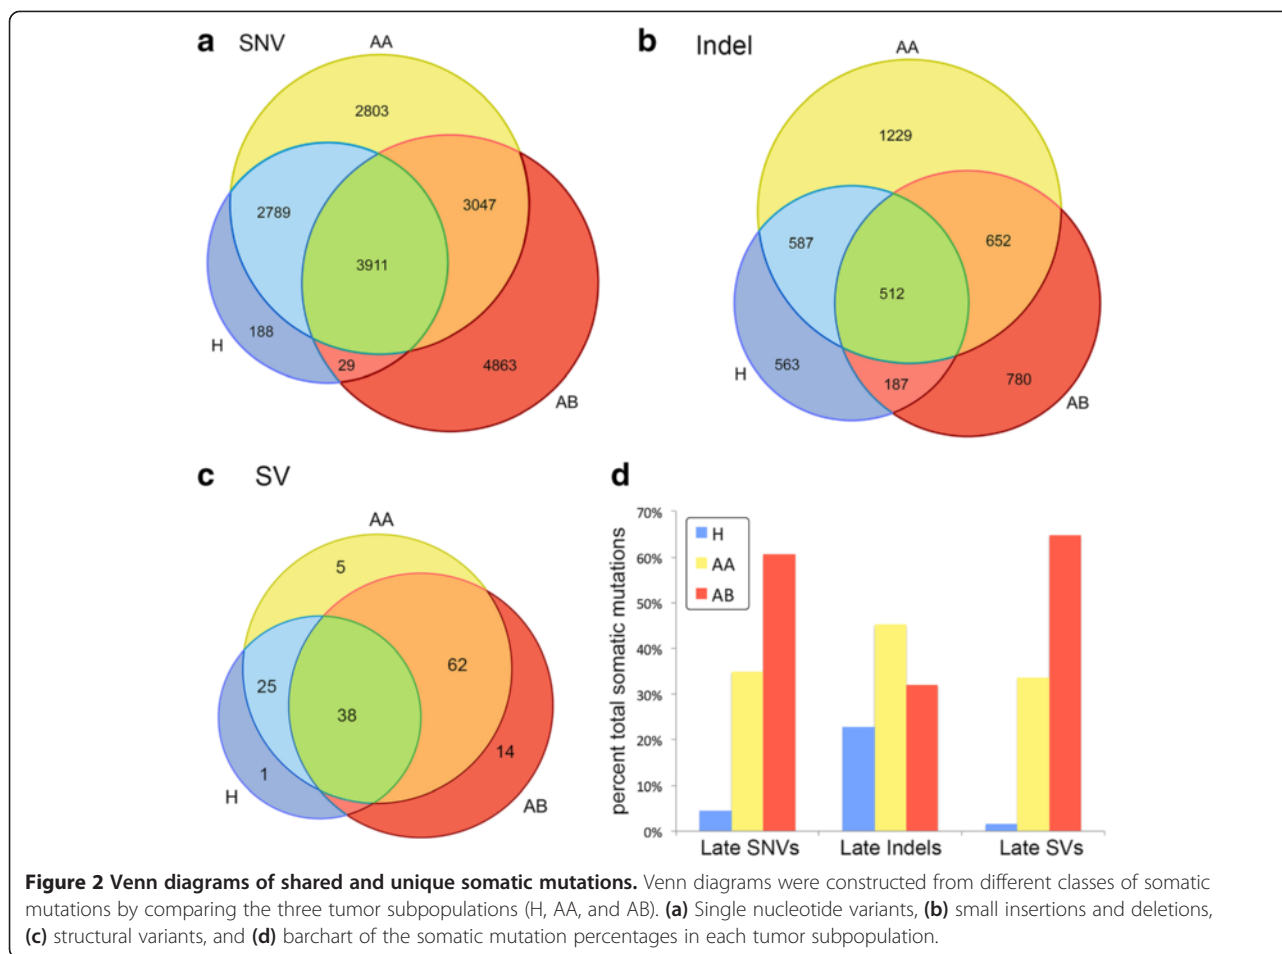 a SNV
AA
2803
2789
3047
3911
188
29
4863
H
AB
b Indel
AA
1229
587
652
512
563
187
780
H
AB
c SV
AA
5
25
62
38
1
14
H
AB
d
percent total somatic mutations
70%
60%
50%
40%
30%
20%
10%
0%
H
AA
AB
Late SNVs Late Indels Late SVs
Figure 2 Venn diagrams of shared and unique somatic mutations. Venn diagrams were constructed from different classes of somatic
mutations by comparing the three tumor subpopulations (H, AA, and AB). (a) Single nucleotide variants, (b) small insertions and deletions,
(c) structural variants, and (d) barchart of the somatic mutation percentages in each tumor subpopulation.